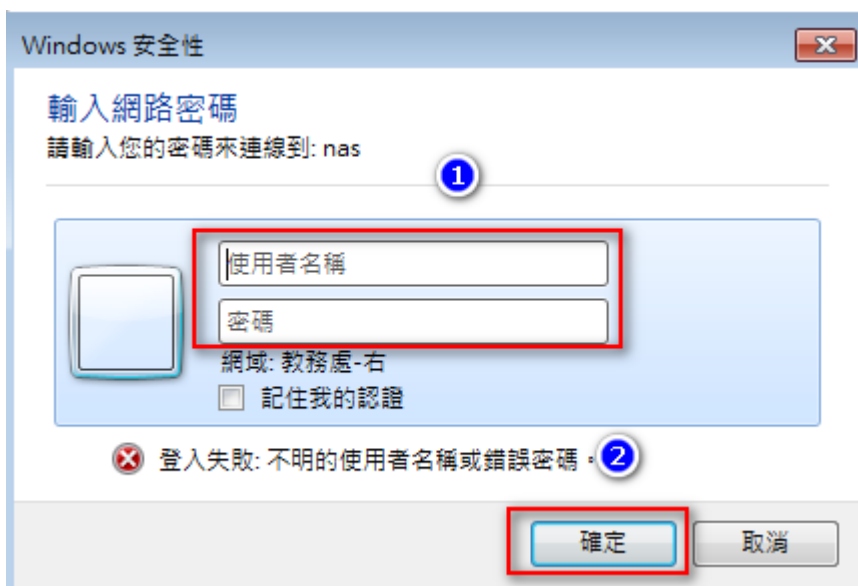 Windows 安全性
輸入網路密碼
請輸入您的密碼來連線到: nas
1
使用者名稱
密碼
網域: 教務處-右
記住我的認證
登入失敗: 不明的使用者名稱或錯誤密碼。
2
確定
取消